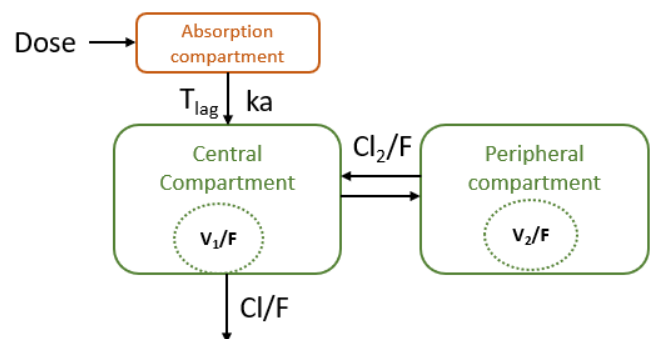 Dose
Absorption
compartment
Tlag ka
Central
Compartment
V1/F
Cl2/F
Peripheral
compartment
V2/F
Cl/F